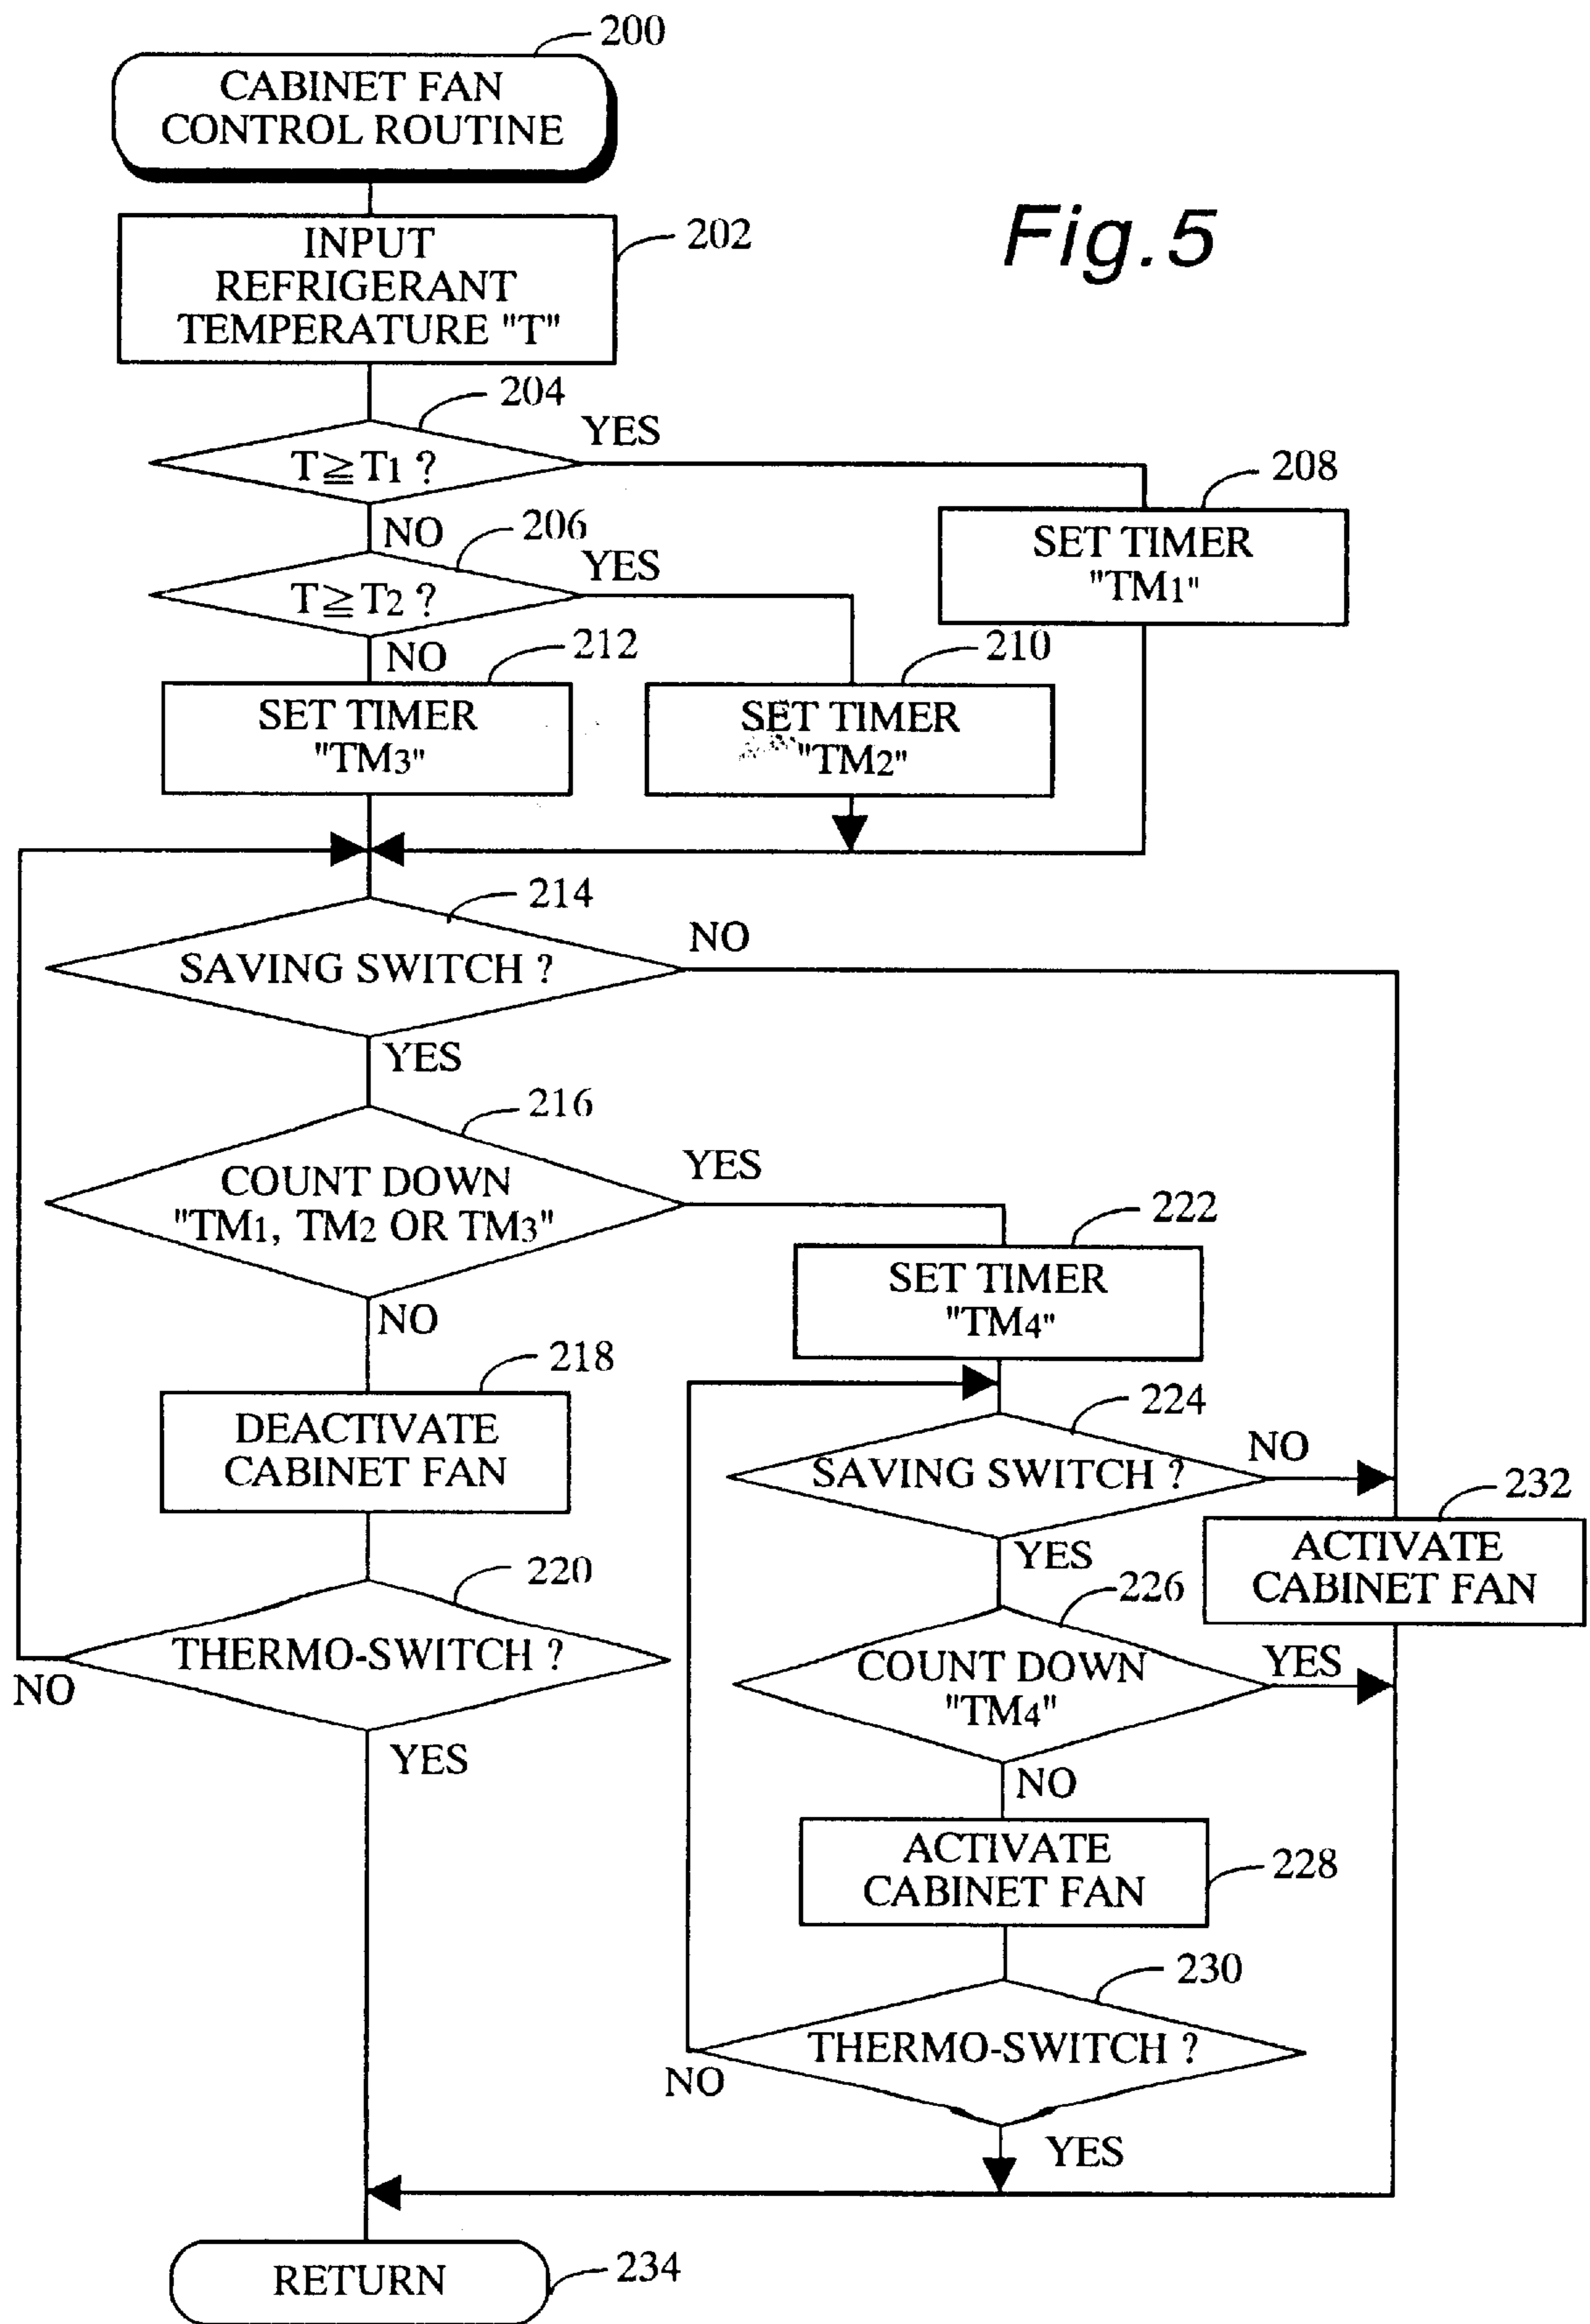 200
CABINET FAN
CONTROL ROUTINE
Fig.5
202
INPUT
REFRIGERANT
TEMPERATURE "T"
204
T≧T1 ?
YES
NO
208
SET TIMER
"TM1"
206
T≧T2 ?
YES
NO
212
SET TIMER
"TM3"
210
SET TIMER
"TM2"
214
SAVING SWITCH ?
NO
YES
216
COUNT DOWN
"TM1, TM2 OR TM3"
YES
NO
222
SET TIMER
"TM4"
218
DEACTIVATE
CABINET FAN
224
SAVING SWITCH ?
NO
YES
232
ACTIVATE
CABINET FAN
220
THERMO-SWITCH ?
NO
YES
226
COUNT DOWN
"TM4"
YES
NO
228
ACTIVATE
CABINET FAN
230
THERMO-SWITCH ?
NO
YES
RETURN
234